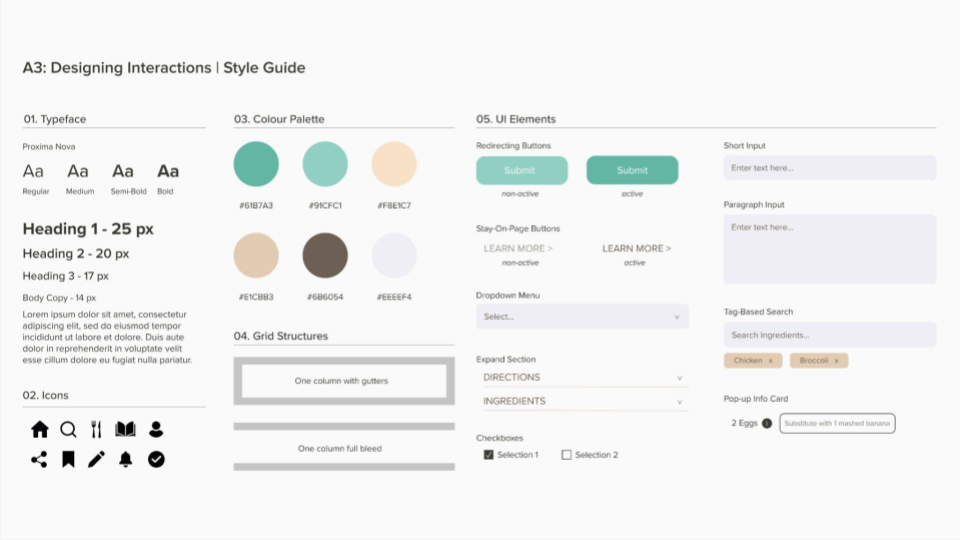 A3: Designing Interactions | Style Guide
01. Typeface
Proxima Nova
Aa Aa Aa Aa
Regular Medium Semi-Bold Bold
Heading 1 - 25 px
Heading 2 - 20 px
Heading 3 - 17 px
Body Copy - 14 px
Lorem ipsum dolor sit amet, consectetur
adipiscing elit, sed do eiusmod tempor
incididunt ut labore et dolore. Duis aute
dolor in reprehenderit in voluptate velit
esse cillum dolore eu fugiat nulla pariatur.
02. Icons
03. Colour Palette
#61B7A3 #91CFC1 #F8E1C7
#E1CBB3 #6B6054 #EEEEF4
04. Grid Structures
One column with gutters
One column full bleed
05. UI Elements
Redirecting Buttons
Submit Submit
non-active active
Stay-On-Page Buttons
LEARN MORE > LEARN MORE >
non-active active
Dropdown Menu
Select... v
Expand Section
DIRECTIONS v
INGREDIENTS v
Checkboxes
Selection 1 Selection 2
Short Input
Enter text here...
Paragraph Input
Enter text here...
Tag-Based Search
Search Ingredients...
Chicken x Broccoli x
Pop-up Info Card
2 Eggs i Substitute with 1 mashed banana